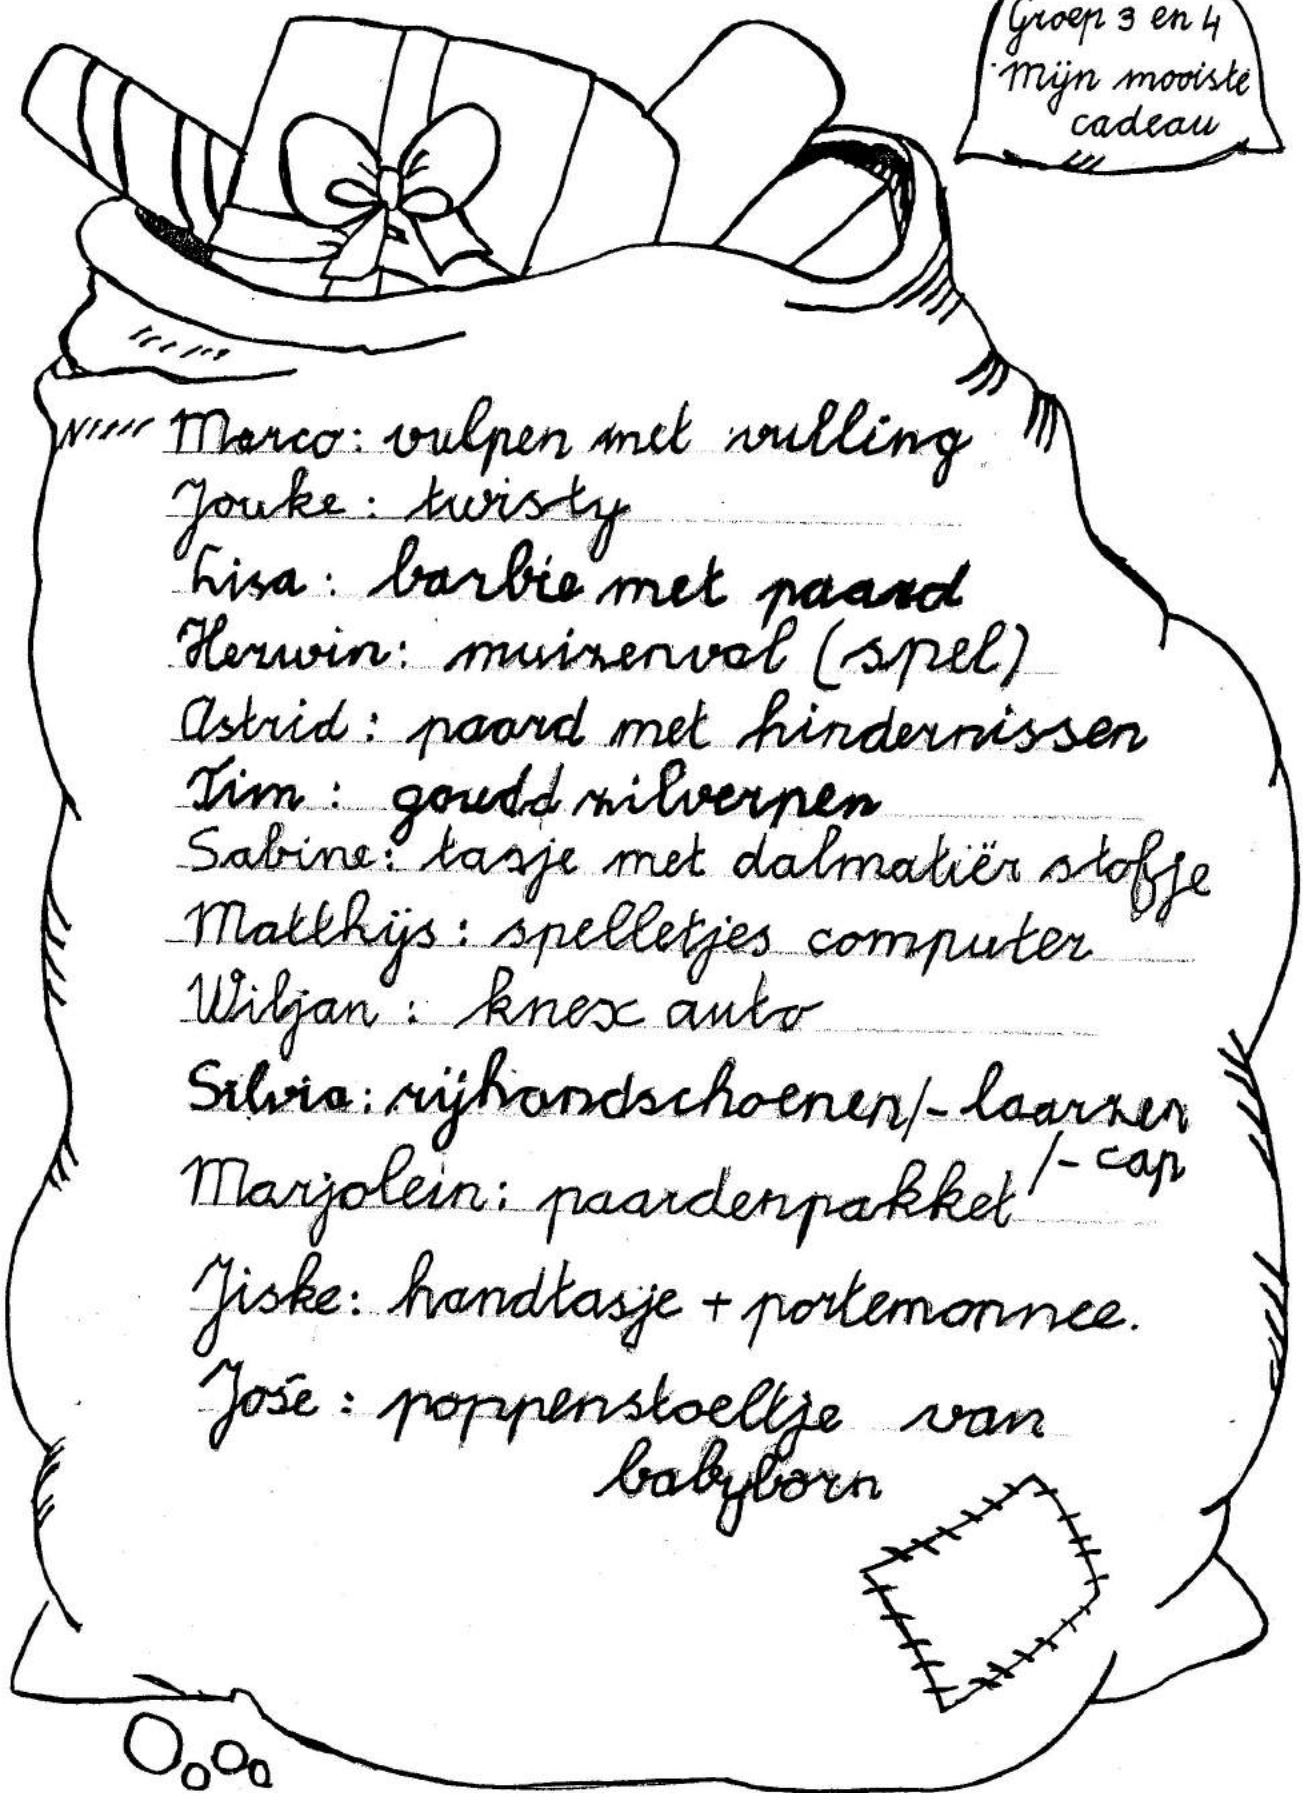 Groep 3 en 4
Mijn mooiste
cadeau
Marco: vulpen met vulling
Jouke: twisty
Lisa: barbie met paard
Herwin: muizenval (spel)
Astrid: paard met hindernissen
Tim: goudd zilverpen
Sabine: tasje met dalmatiër stofje
Matthijs: spelletjes computer
Wiljan: knex auto
Silvia: rijhandschoenen/-laarzen
/-cap
Marjolein: paardenpakket
Jiske: handtasje + portemonnee.
José: poppenstoeltje van
babyborn